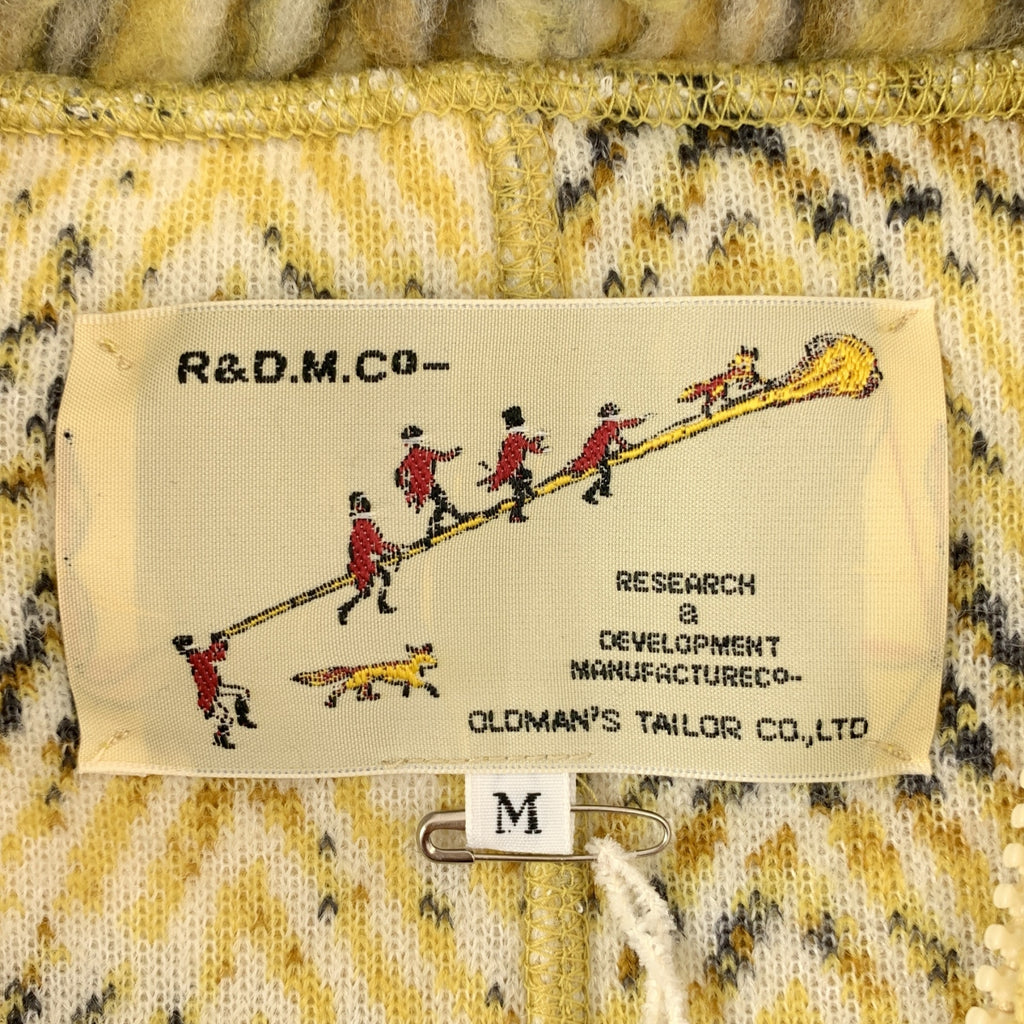 R&D.M.Co-
RESEARCH
&
DEVELOPMENT
MANUFACTURECo-
OLDMAN'S TAILOR CO.,LTD
M